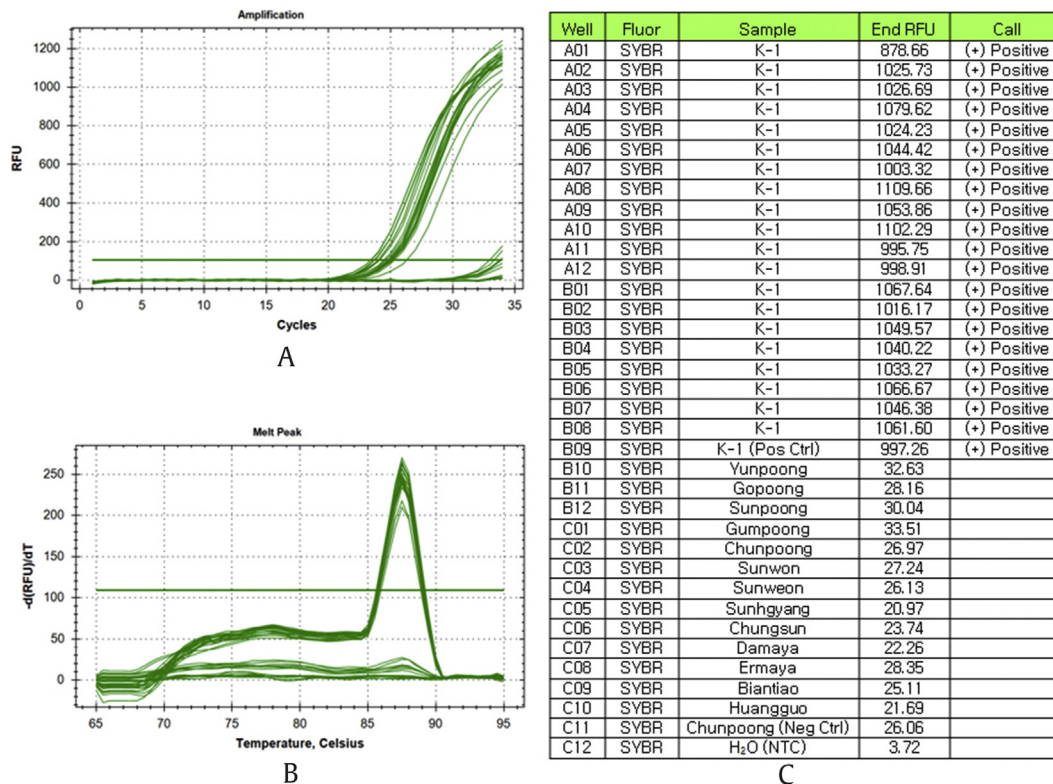 Amplification
1200
1000
800
600
400
200
0
RFU
0 5 10 15 20 25 30 35
Cycles
A
Melt Peak
250
200
150
100
50
0
-d(RFU)/dT
65 70 75 80 85 90 95
Temperature, Celsius
B
Well Fluor Sample End RFU Call
A01 SYBR K-1 878.66 (+) Positive
A02 SYBR K-1 1025.73 (+) Positive
A03 SYBR K-1 1026.69 (+) Positive
A04 SYBR K-1 1079.62 (+) Positive
A05 SYBR K-1 1024.23 (+) Positive
A06 SYBR K-1 1044.42 (+) Positive
A07 SYBR K-1 1003.32 (+) Positive
A08 SYBR K-1 1109.66 (+) Positive
A09 SYBR K-1 1053.86 (+) Positive
A10 SYBR K-1 1102.29 (+) Positive
A11 SYBR K-1 995.75 (+) Positive
A12 SYBR K-1 998.91 (+) Positive
B01 SYBR K-1 1067.64 (+) Positive
B02 SYBR K-1 1016.17 (+) Positive
B03 SYBR K-1 1049.57 (+) Positive
B04 SYBR K-1 1040.22 (+) Positive
B05 SYBR K-1 1033.27 (+) Positive
B06 SYBR K-1 1066.67 (+) Positive
B07 SYBR K-1 1046.38 (+) Positive
B08 SYBR K-1 1061.60 (+) Positive
B09 SYBR K-1 (Pos Ctrl) 997.26 (+) Positive
B10 SYBR Yunpoong 32.63
B11 SYBR Gopoong 28.16
B12 SYBR Sunpoong 30.04
C01 SYBR Gumpoong 33.51
C02 SYBR Chunpoong 26.97
C03 SYBR Sunwon 27.24
C04 SYBR Sunweon 26.13
C05 SYBR Sunhgyang 20.97
C06 SYBR Chungsun 23.74
C07 SYBR Damaya 22.26
C08 SYBR Ermaya 28.35
C09 SYBR Biantiao 25.11
C10 SYBR Huangguo 21.69
C11 SYBR Chunpoong (Neg Ctrl) 26.06
C12 SYBR H₂O (NTC) 3.72
C